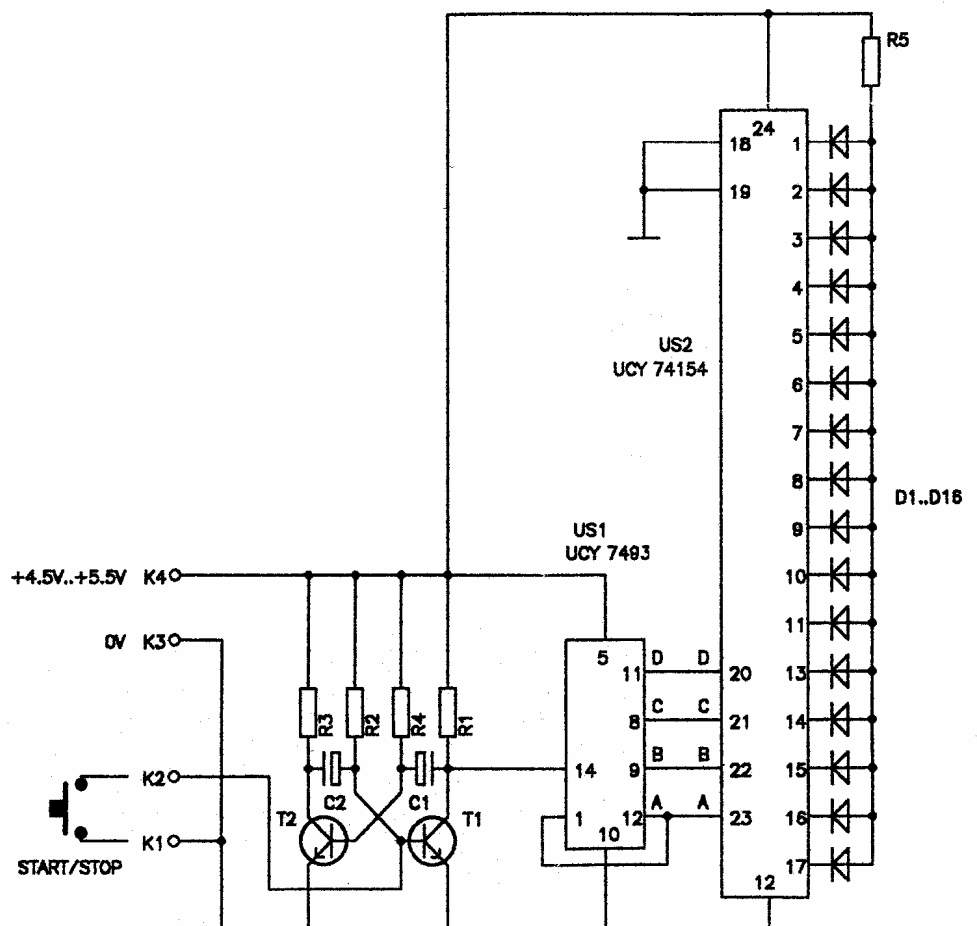 R5
24
18
1
19
2
3
4
5
US2
UCY 74154
6
7
8
D1..D16
9
US1
UCY 7493
+4.5V..+5.5V K4
10
11
0V K3
5
11 D D 20
13
R3
R2
R4
R1
8 C C 21
14
K2
14
9 B B 22
15
C2
C1
T2
T1
1
12 A A 23
16
10
K1
START/STOP
17
12